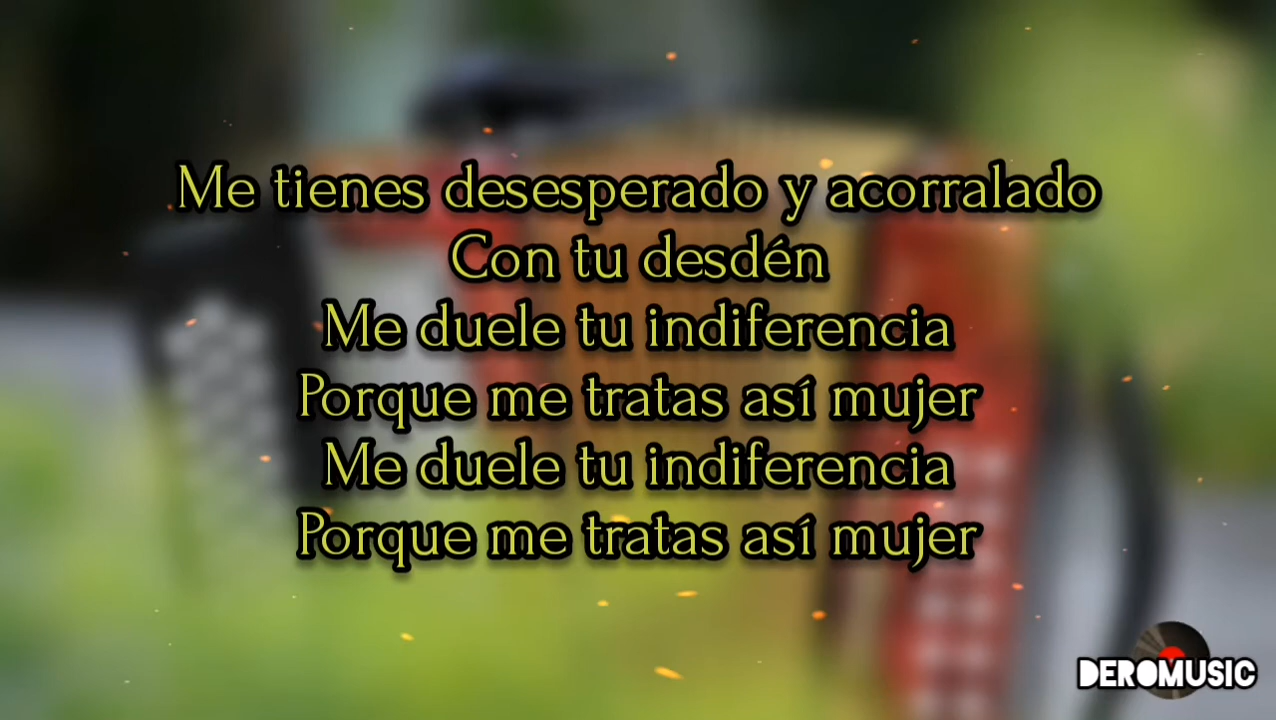 Me tienes desesperado y acorralado
Con tu desdén
Me duele tu indiferencia
Porque me tratas así mujer
Me duele tu indiferencia
Porque me tratas así mujer
DEROMUSIC